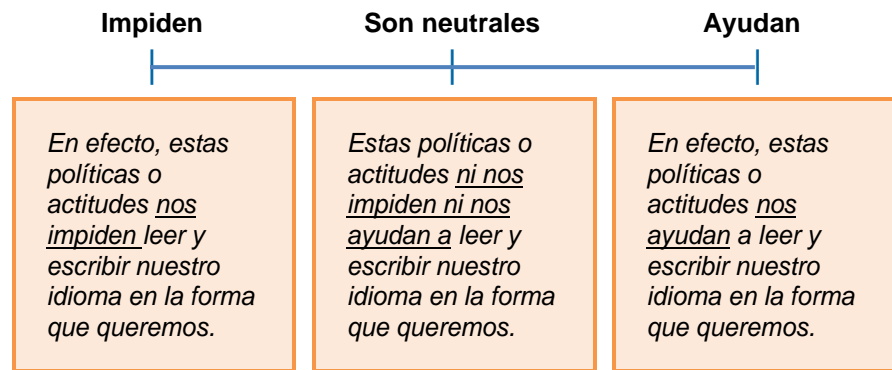 Impiden
Son neutrales
Ayudan
En efecto, estas
políticas o
actitudes nos
impiden leer y
escribir nuestro
idioma en la forma
que queremos.
Estas políticas o
actitudes ni nos
impiden ni nos
ayudan a leer y
escribir nuestro
idioma en la forma
que queremos.
En efecto, estas
políticas o
actitudes nos
ayudan a leer y
escribir nuestro
idioma en la forma
que queremos.